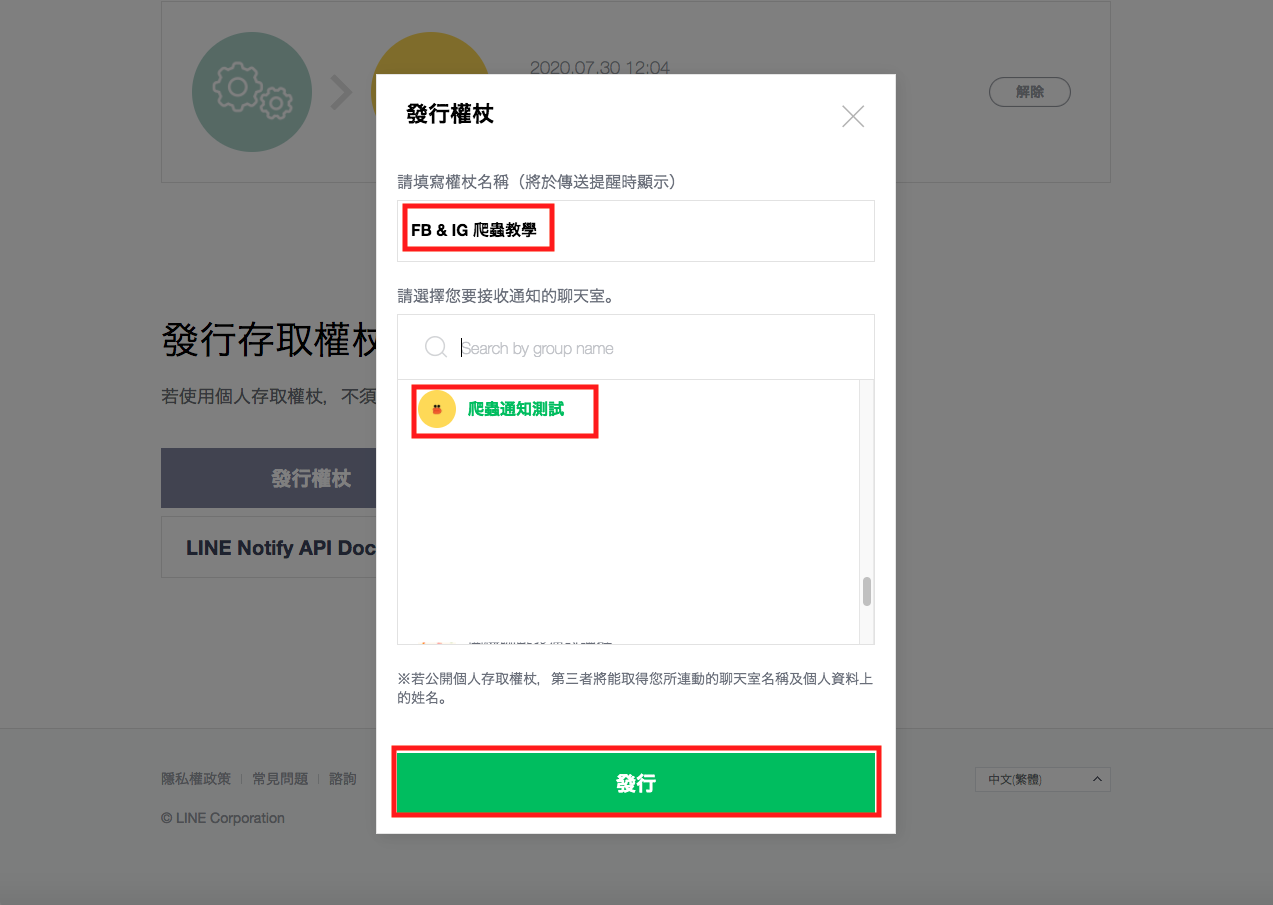 2020.07.30 12:04
解除
發行權杖
請填寫權杖名稱（將於傳送提醒時顯示）
FB & IG 爬蟲教學
請選擇您要接收通知的聊天室。
Search by group name
爬蟲通知測試
發行存取權杖
若使用個人存取權杖，不須
發行權杖
LINE Notify API Doc
※若公開個人存取權杖，第三者將能取得您所連動的聊天室名稱及個人資料上
的姓名。
發行
隱私權政策 | 常見問題 | 諮詢
中文(繁體)
© LINE Corporation